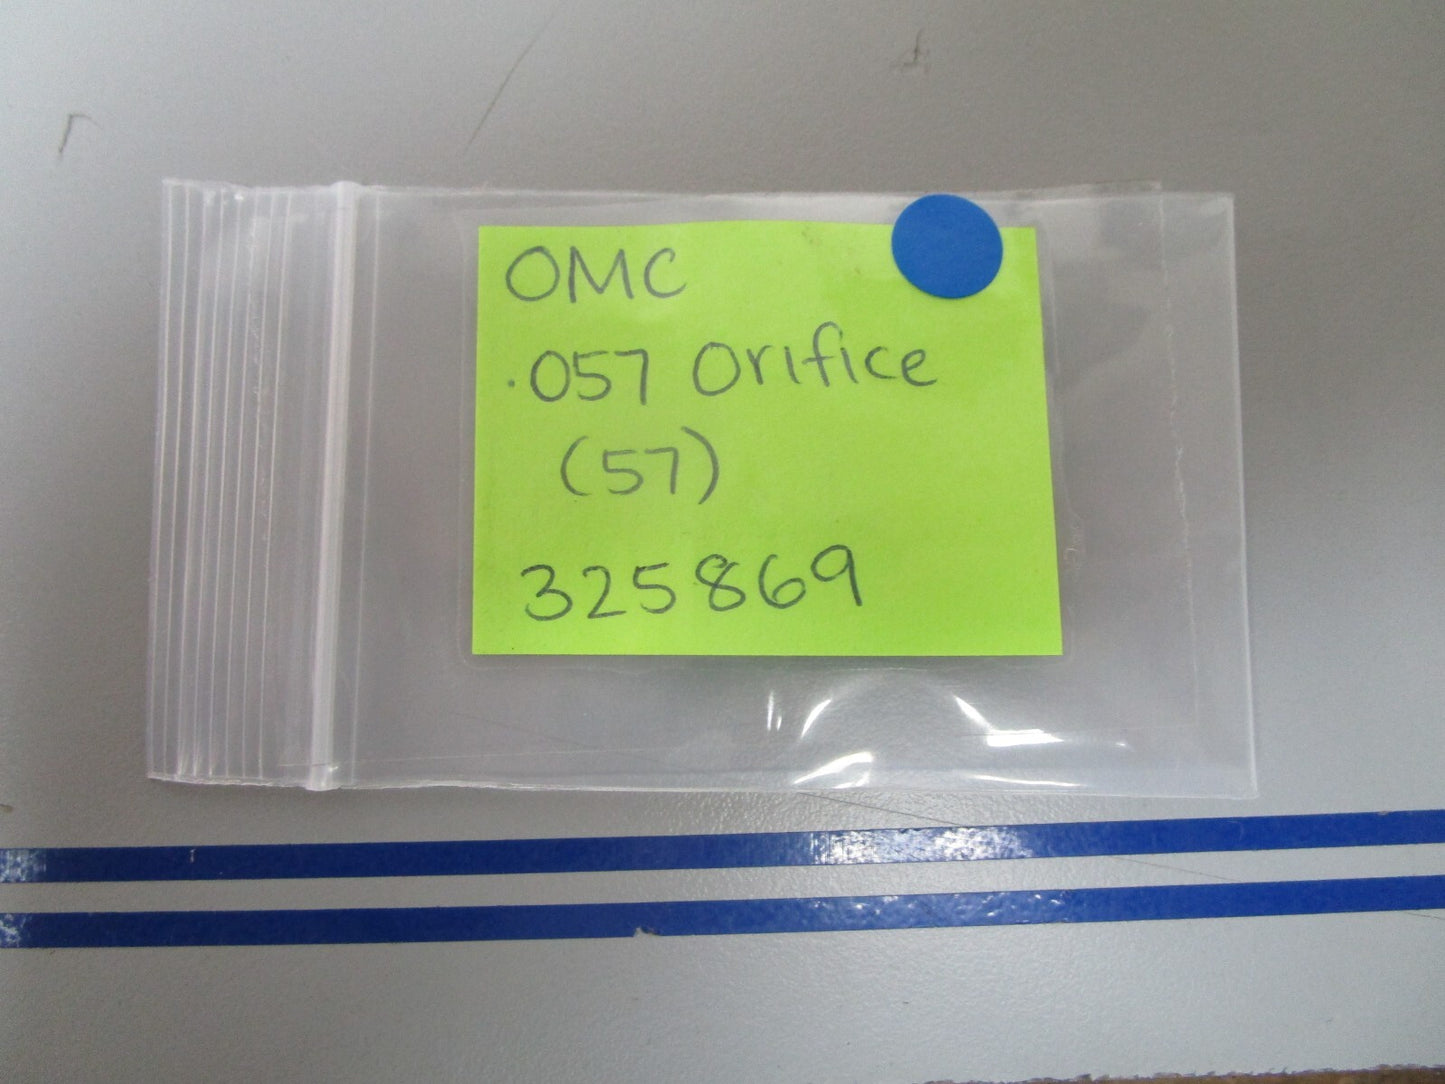 OMC
.057 Orifice
(57)
325869